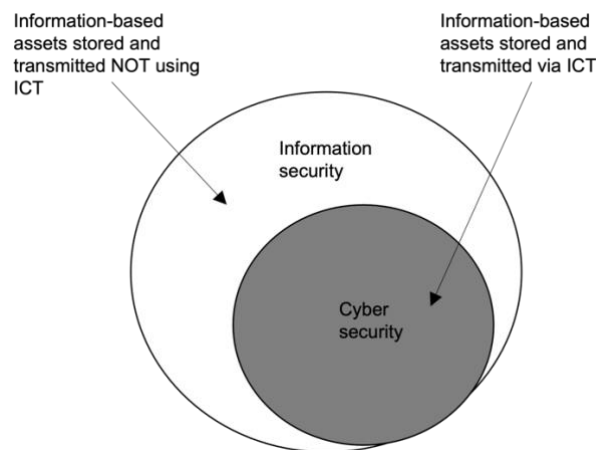 Information-based
assets stored and
transmitted NOT using
ICT
Information-based
assets stored and
transmitted via ICT
Information
security
Cyber
security